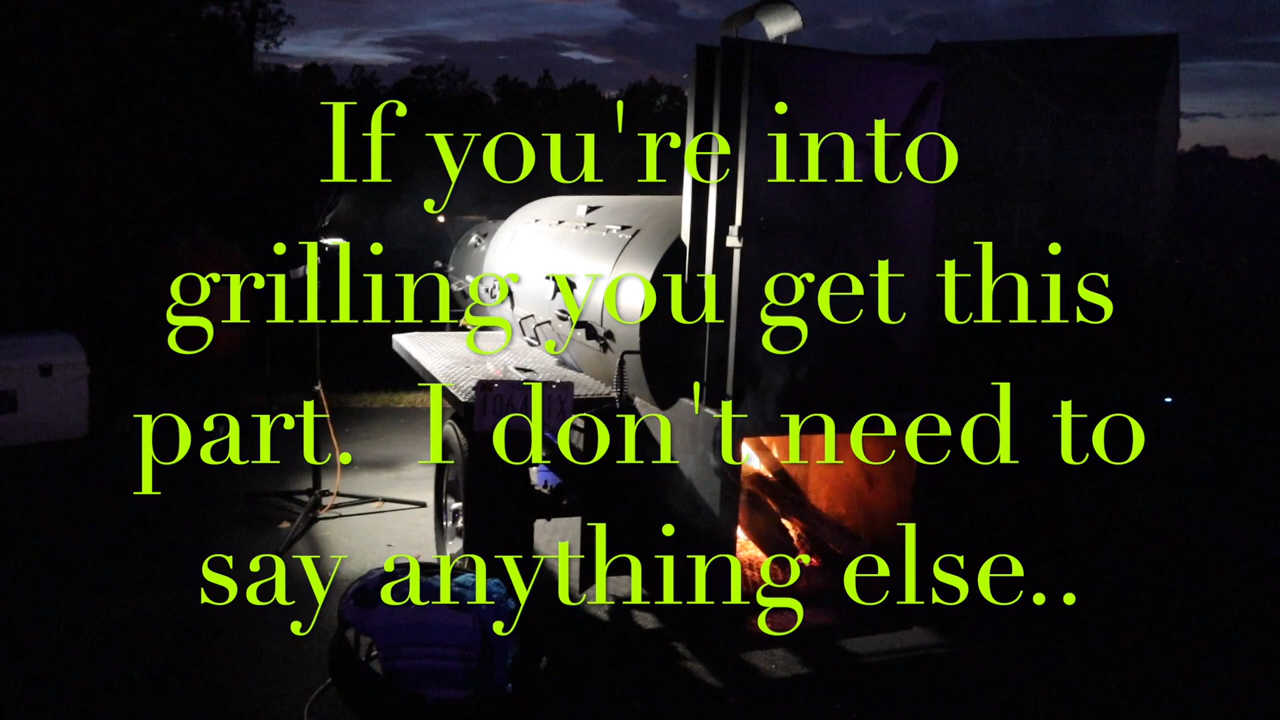 If you're into
grilling you get this
part.  I don't need to
say anything else..